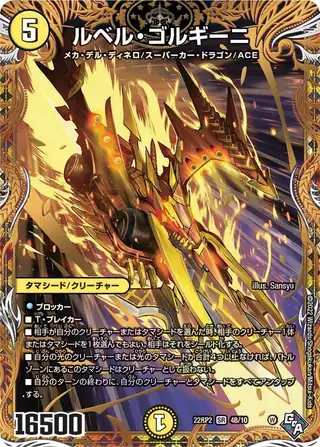 5
ルベル・ゴルギーニ
メカ・デル・ディネロ/スーパーカー・ドラゴン/ACE
illus. Sansyu
タマシード/クリーチャー
ブロッカー
T・ブレイカー
相手が自分のクリーチャーまたはタマシードを選んだ時、相手のクリーチャー1体
またはタマシードを1枚選んでもよい。相手はそれをシールド化する。
自分のクリーチャーまたは光のタマシードが合計4つ以上なければ、バトル
ゾーンにあるこのタマシードはクリーチャーとして扱わない。
自分のターンの終わりに、自分のクリーチャーとタマシードをすべてアンタップ
する。
16500
1
22RP2 SR 4B/10 W